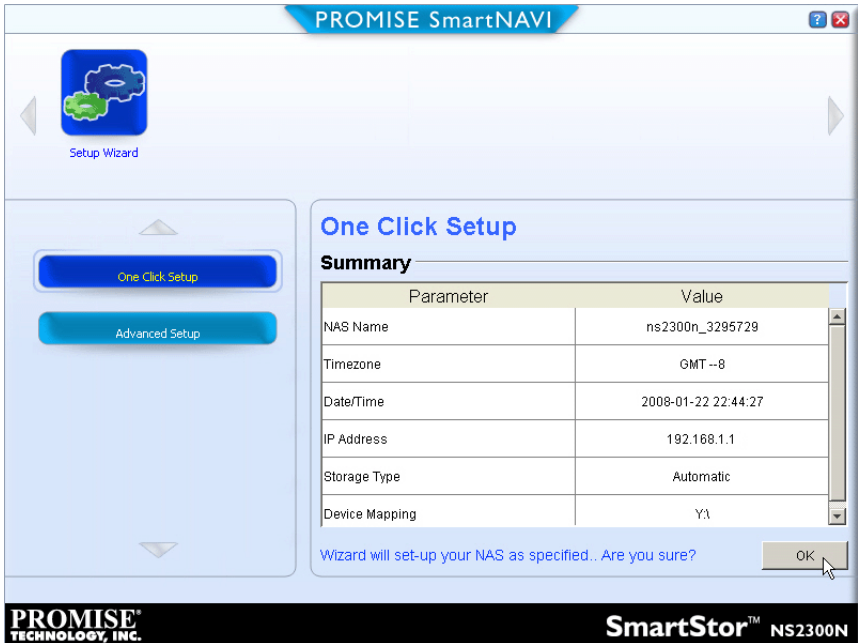 PROMISE SmartNAVI
?
Setup Wizard
One Click Setup
Advanced Setup
One Click Setup
Summary
Parameter Value
NAS Name ns2300n_3295729
Timezone GMT --8
Date/Time 2008-01-22 22:44:27
IP Address 192.168.1.1
Storage Type Automatic
Device Mapping Y:\
Wizard will set-up your NAS as specified.. Are you sure?
OK
PROMISE®
TECHNOLOGY, INC.
SmartStor™ NS2300N